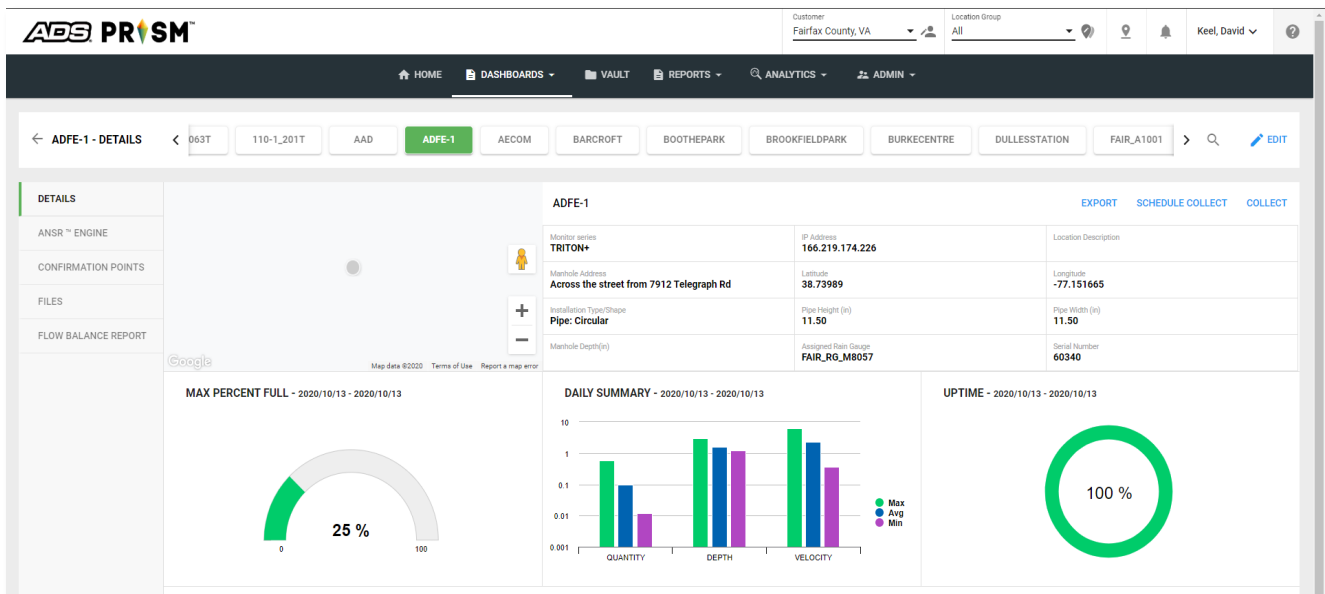 ADS PRISM™
Customer
Fairfax County, VA
Location Group
All
Keel, David
HOME DASHBOARDS VAULT REPORTS ANALYTICS ADMIN
ADFE-1 - DETAILS
063T 110-1_201T AAD ADFE-1 AECOM BARCROFT BOOTHEPARK BROOKFIELDPARK BURKECENTRE DULLESSTATION FAIR_A1001
EDIT
DETAILS
ANSR ™ ENGINE
CONFIRMATION POINTS
FILES
FLOW BALANCE REPORT
Google
Map data ©2020 Terms of Use Report a map error
ADFE-1
EXPORT SCHEDULE COLLECT COLLECT
Monitor series
TRITON+
IP Address
166.219.174.226
Location Description
Manhole Address
Across the street from 7912 Telegraph Rd
Latitude
38.73989
Longitude
-77.151665
Installation Type/Shape
Pipe: Circular
Pipe Height (in)
11.50
Pipe Width (in)
11.50
Manhole Depth(in)
Assigned Rain Gauge
FAIR_RG_M8057
Serial Number
60340
MAX PERCENT FULL - 2020/10/13 - 2020/10/13
25 %
0 100
DAILY SUMMARY - 2020/10/13 - 2020/10/13
10
1
0.1
0.01
0.001
QUANTITY DEPTH VELOCITY
Max
Avg
Min
UPTIME - 2020/10/13 - 2020/10/13
100 %